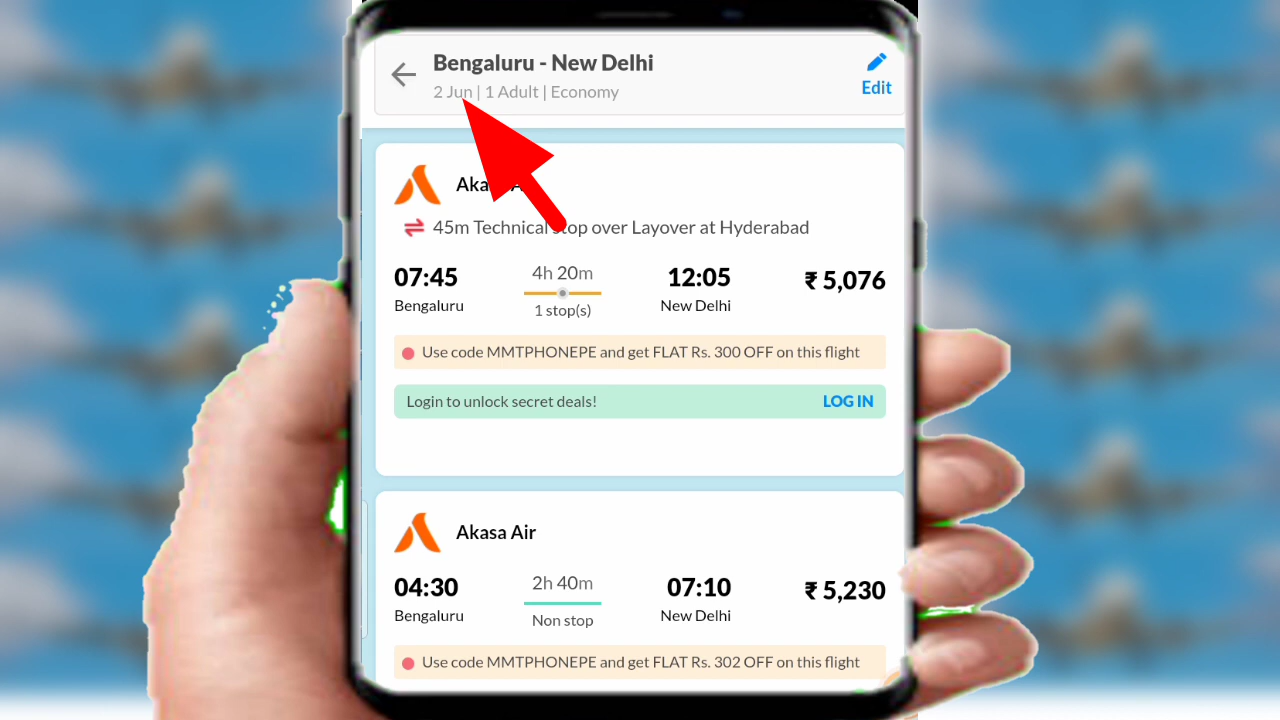 Bengaluru - New Delhi
2 Jun | 1 Adult | Economy
Edit
Akasa Air
45m Technical stop over Layover at Hyderabad
07:45 4h 20m 12:05 ₹ 5,076
Bengaluru 1 stop(s) New Delhi
Use code MMTPHONEPE and get FLAT Rs. 300 OFF on this flight
Login to unlock secret deals! LOG IN
Akasa Air
04:30 2h 40m 07:10 ₹ 5,230
Bengaluru Non stop New Delhi
Use code MMTPHONEPE and get FLAT Rs. 302 OFF on this flight